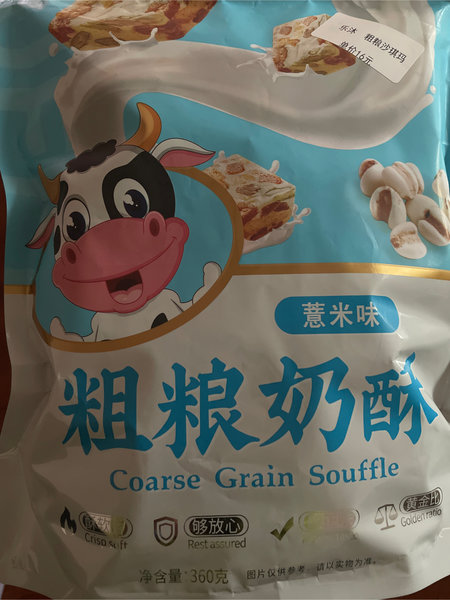 乐沐 粗粮沙琪玛
单价16元
薏米味
粗粮奶酥
Coarse Grain Souffle
够放心
黄金比
Crisp soft
Rest assured
Golden ratio
净含量：360克
图片仅供参考，请以实物为准。